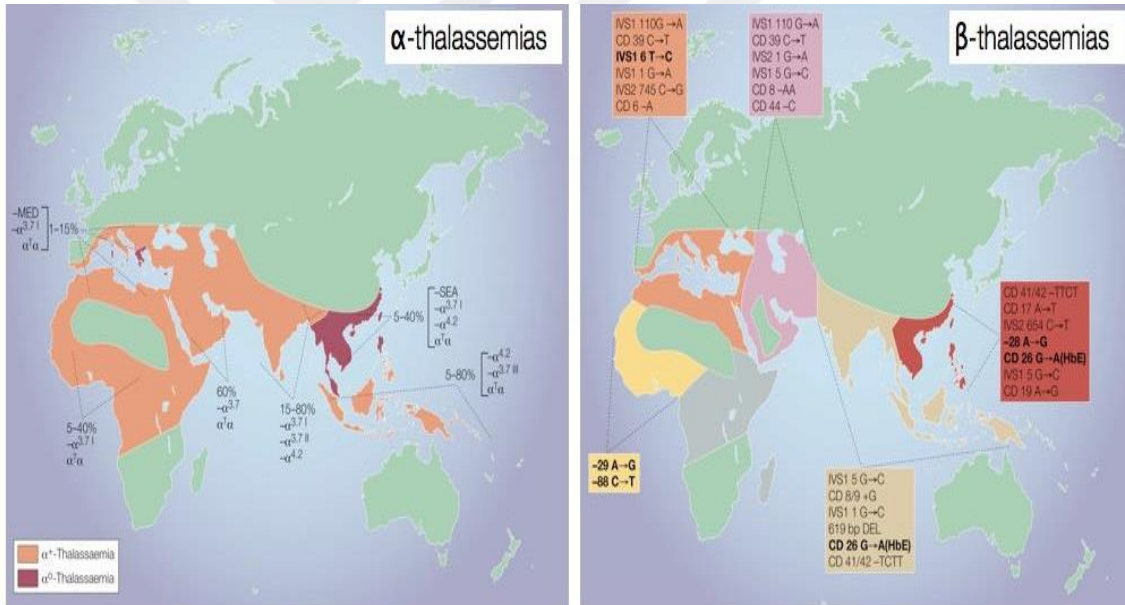 α-thalassemias
–MED
–α3.7 I
αTα
1–15%
–SEA
–α3.7 I
–α4.2
αTα
5–40%
–α4.2
–α3.7 III
αTα
5–80%
60%
–α3.7
αTα
15–80%
–α3.7 I
–α3.7 II
–α4.2
5–40%
–α3.7 I
αTα
α+-Thalassaemia
α0-Thalassaemia
β-thalassemias
IVS1 110G→A
CD 39 C→T
IVS1 6 T→C
IVS1 1 G→A
IVS2 745 C→G
CD 6 –A
IVS1 110 G→A
CD 39 C→T
IVS2 1 G→A
IVS1 5 G→C
CD 8 –AA
CD 44 –C
CD 41/42 –TTCT
CD 17 A→T
IVS2 654 C→T
–28 A→G
CD 26 G→A(HbE)
IVS1 5 G→C
CD 19 A→G
–29 A→G
–88 C→T
IVS1 5 G→C
CD 8/9 +G
IVS1 1 G→C
619 bp DEL
CD 26 G→A(HbE)
CD 41/42 –TCTT